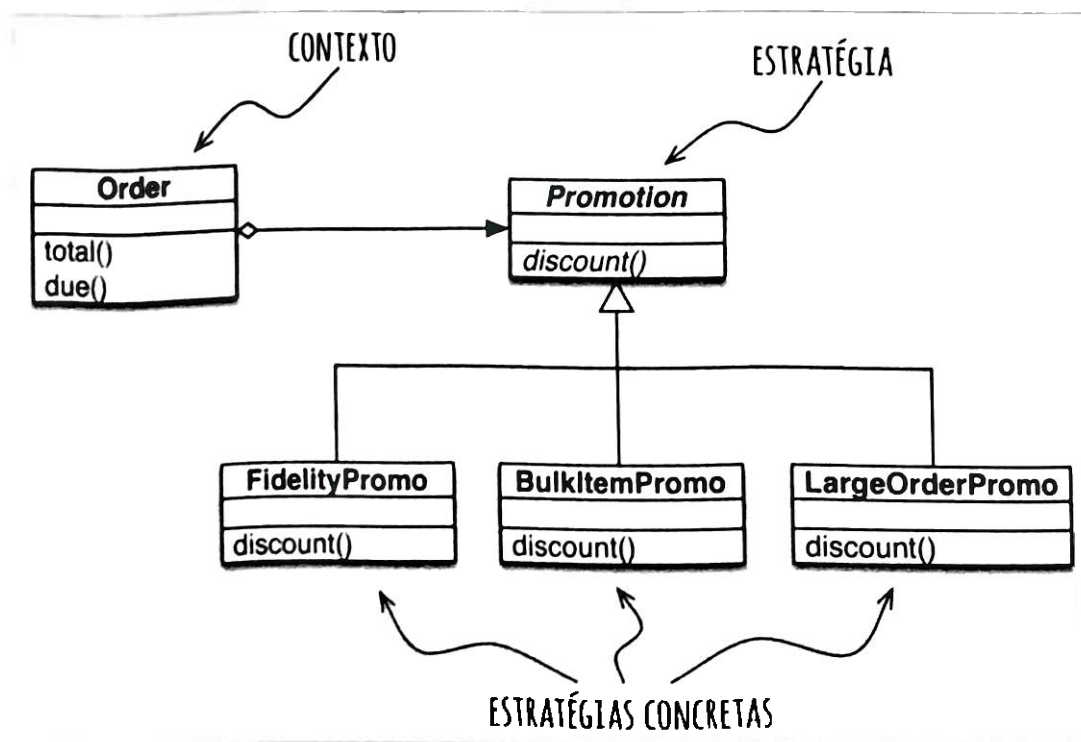 CONTEXTO
ESTRATÉGIA
Order
total()
due()
Promotion
discount()
FidelityPromo
discount()
BulkItemPromo
discount()
LargeOrderPromo
discount()
ESTRATÉGIAS CONCRETAS